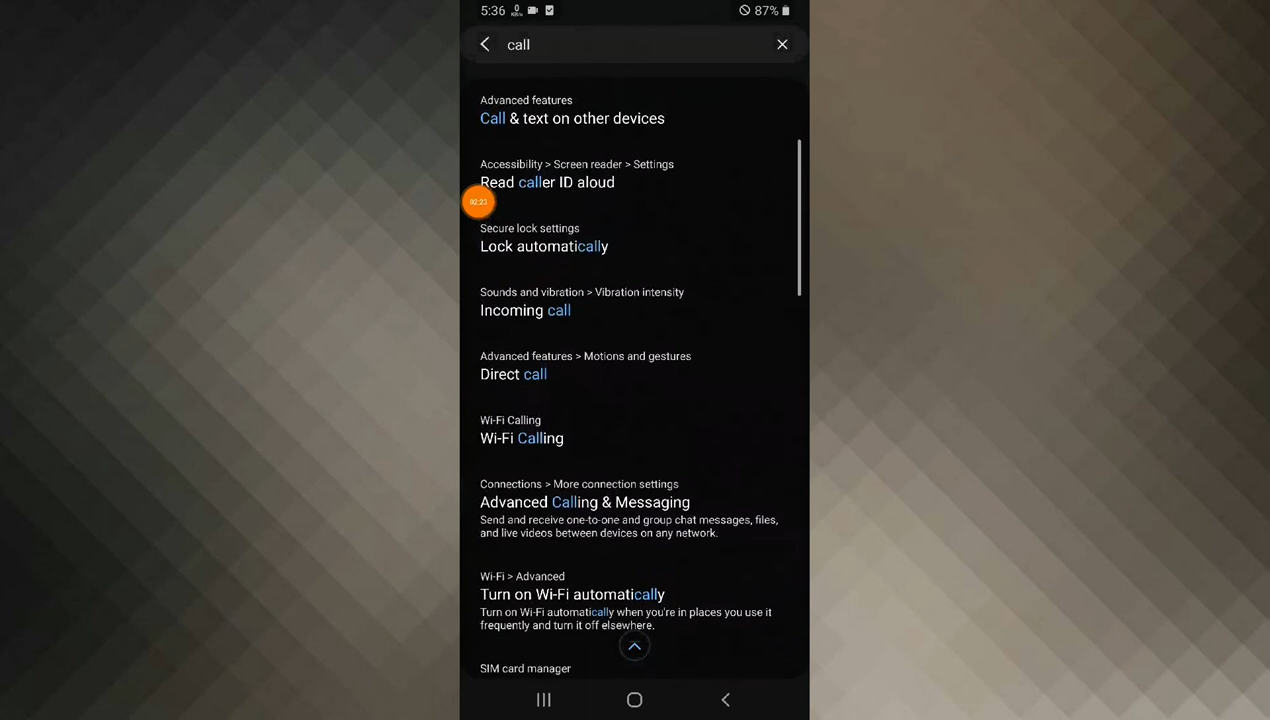 5:36 0 KB/s 87%
call
Advanced features
Call & text on other devices
Accessibility > Screen reader > Settings
Read caller ID aloud
02:23
Secure lock settings
Lock automatically
Sounds and vibration > Vibration intensity
Incoming call
Advanced features > Motions and gestures
Direct call
Wi-Fi Calling
Wi-Fi Calling
Connections > More connection settings
Advanced Calling & Messaging
Send and receive one-to-one and group chat messages, files,
and live videos between devices on any network.
Wi-Fi > Advanced
Turn on Wi-Fi automatically
Turn on Wi-Fi automatically when you're in places you use it
frequently and turn it off elsewhere.
SIM card manager